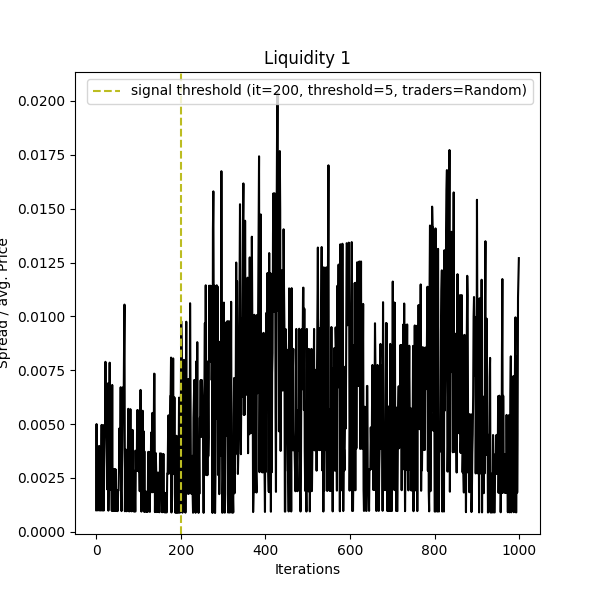 Liquidity 1
signal threshold (it=200, threshold=5, traders=Random)
Spread / avg. Price
0.0200
0.0175
0.0150
0.0125
0.0100
0.0075
0.0050
0.0025
0.0000
0 200 400 600 800 1000
Iterations